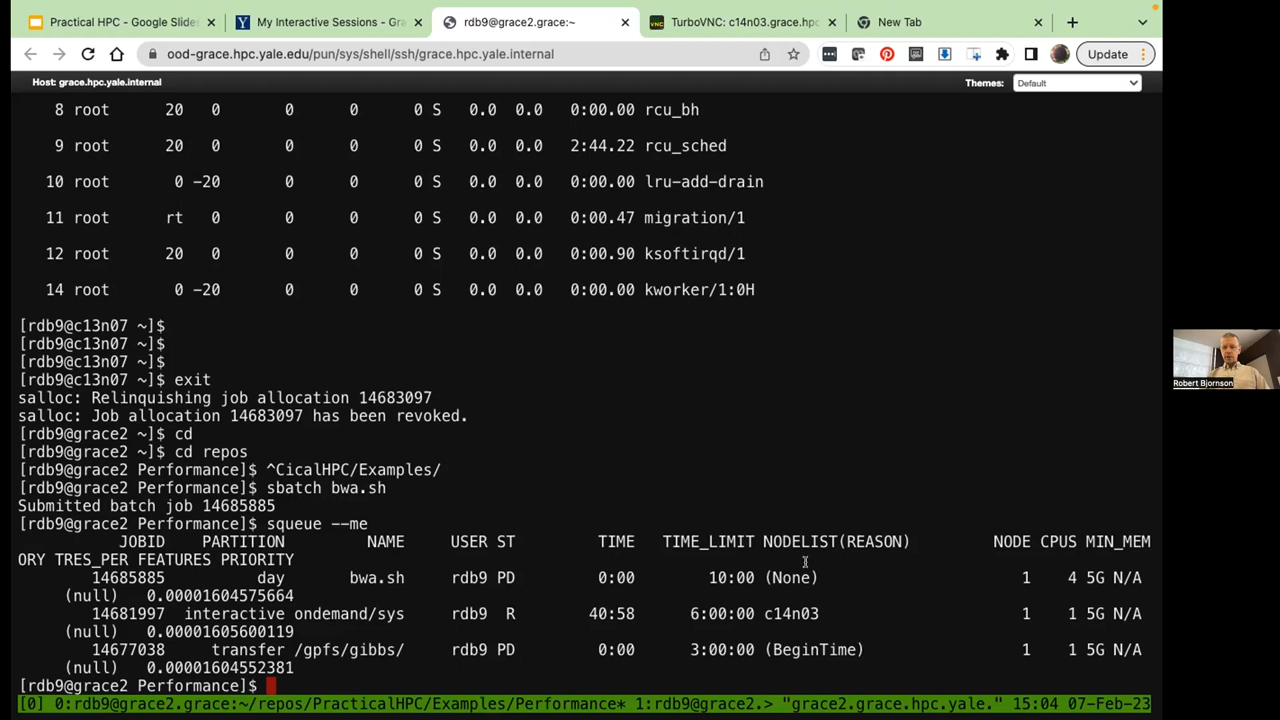 Practical HPC - Google Slides
My Interactive Sessions - G
rdb9@grace2.grace:~
TurboVNC: c14n03.grace.hpc
New Tab
ood-grace.hpc.yale.edu/pun/sys/shell/ssh/grace.hpc.yale.internal
Update
Host: grace.hpc.yale.internal
Themes: Default
8 root 20 0 0 0 0 S 0.0 0.0 0:00.00 rcu_bh
9 root 20 0 0 0 0 S 0.0 0.0 2:44.22 rcu_sched
10 root 0 -20 0 0 0 S 0.0 0.0 0:00.00 lru-add-drain
11 root rt 0 0 0 0 S 0.0 0.0 0:00.47 migration/1
12 root 20 0 0 0 0 S 0.0 0.0 0:00.90 ksoftirqd/1
14 root 0 -20 0 0 0 S 0.0 0.0 0:00.00 kworker/1:0H
[rdb9@c13n07 ~]$
[rdb9@c13n07 ~]$
[rdb9@c13n07 ~]$
[rdb9@c13n07 ~]$ exit
salloc: Relinquishing job allocation 14683097
salloc: Job allocation 14683097 has been revoked.
[rdb9@grace2 ~]$ cd
[rdb9@grace2 ~]$ cd repos
[rdb9@grace2 Performance]$ ^CicalHPC/Examples/
[rdb9@grace2 Performance]$ sbatch bwa.sh
Submitted batch job 14685885
[rdb9@grace2 Performance]$ squeue --me
JOBID PARTITION NAME USER ST TIME TIME_LIMIT NODELIST(REASON) NODE CPUS MIN_MEM
ORY TRES_PER FEATURES PRIORITY
14685885 day bwa.sh rdb9 PD 0:00 10:00 (None) 1 4 5G N/A
(null) 0.00001604575664
14681997 interactive ondemand/sys rdb9 R 40:58 6:00:00 c14n03 1 1 5G N/A
(null) 0.00001605600119
14677038 transfer /gpfs/gibbs/ rdb9 PD 0:00 3:00:00 (BeginTime) 1 1 5G N/A
(null) 0.00001604552381
[rdb9@grace2 Performance]$
[0] 0:rdb9@grace2.grace:~/repos/PracticalHPC/Examples/Performance* 1:rdb9@grace2.> "grace2.grace.hpc.yale." 15:04 07-Feb-23
Robert Bjornson